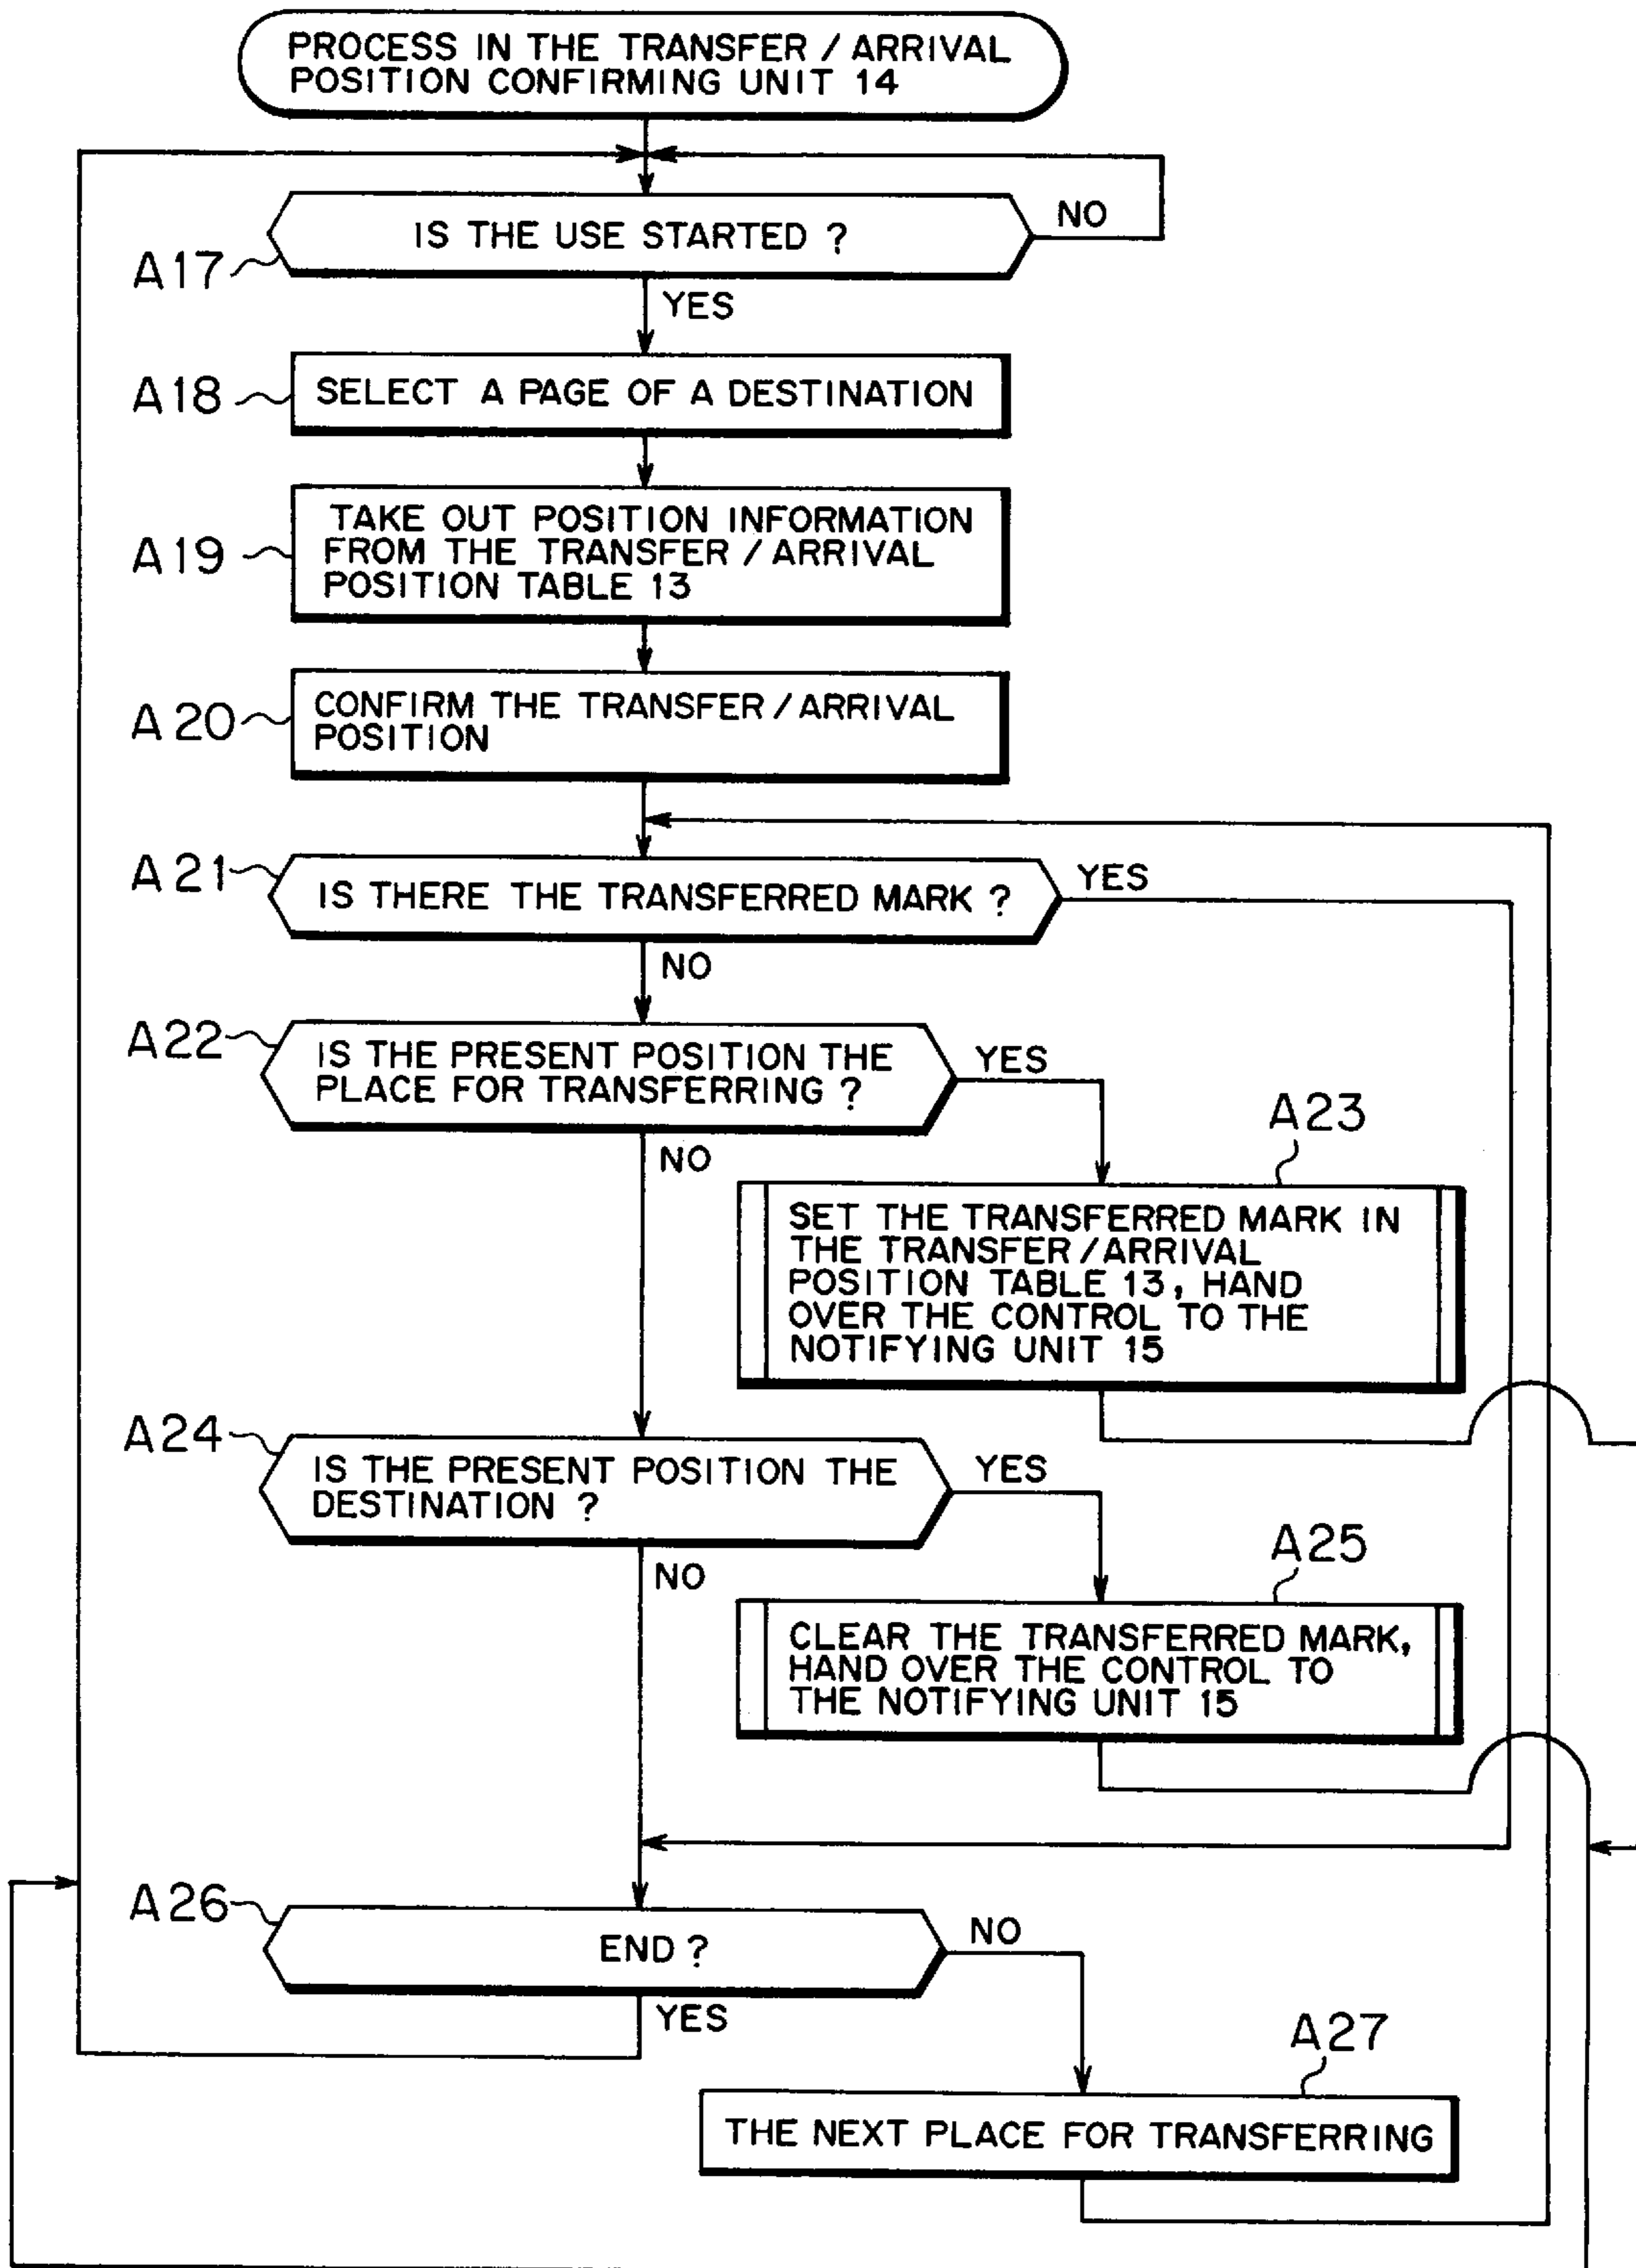 PROCESS IN THE TRANSFER / ARRIVAL
POSITION CONFIRMING UNIT 14
IS THE USE STARTED ?
NO
A17
YES
A18
SELECT A PAGE OF A DESTINATION
A19
TAKE OUT POSITION INFORMATION
FROM THE TRANSFER / ARRIVAL
POSITION TABLE 13
A20
CONFIRM THE TRANSFER / ARRIVAL
POSITION
A21
IS THERE THE TRANSFERRED MARK ?
YES
NO
A22
IS THE PRESENT POSITION THE
PLACE FOR TRANSFERRING ?
YES
NO
A23
SET THE TRANSFERRED MARK IN
THE TRANSFER / ARRIVAL
POSITION TABLE 13, HAND
OVER THE CONTROL TO THE
NOTIFYING UNIT 15
A24
IS THE PRESENT POSITION THE
DESTINATION ?
YES
NO
A25
CLEAR THE TRANSFERRED MARK,
HAND OVER THE CONTROL TO
THE NOTIFYING UNIT 15
A26
END ?
NO
YES
A27
THE NEXT PLACE FOR TRANSFERRING